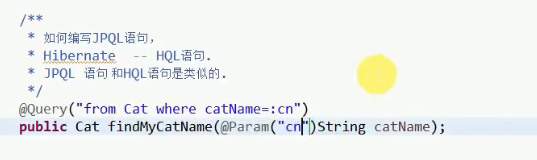 /**
* 如何编写JPQL语句,
* Hibernate -- HQL语句.
* JPQL 语句 和HQL语句是类似的.
*/
@Query("from Cat where catName=:cn")
public Cat findMyCatName(@Param("cn")String catName);